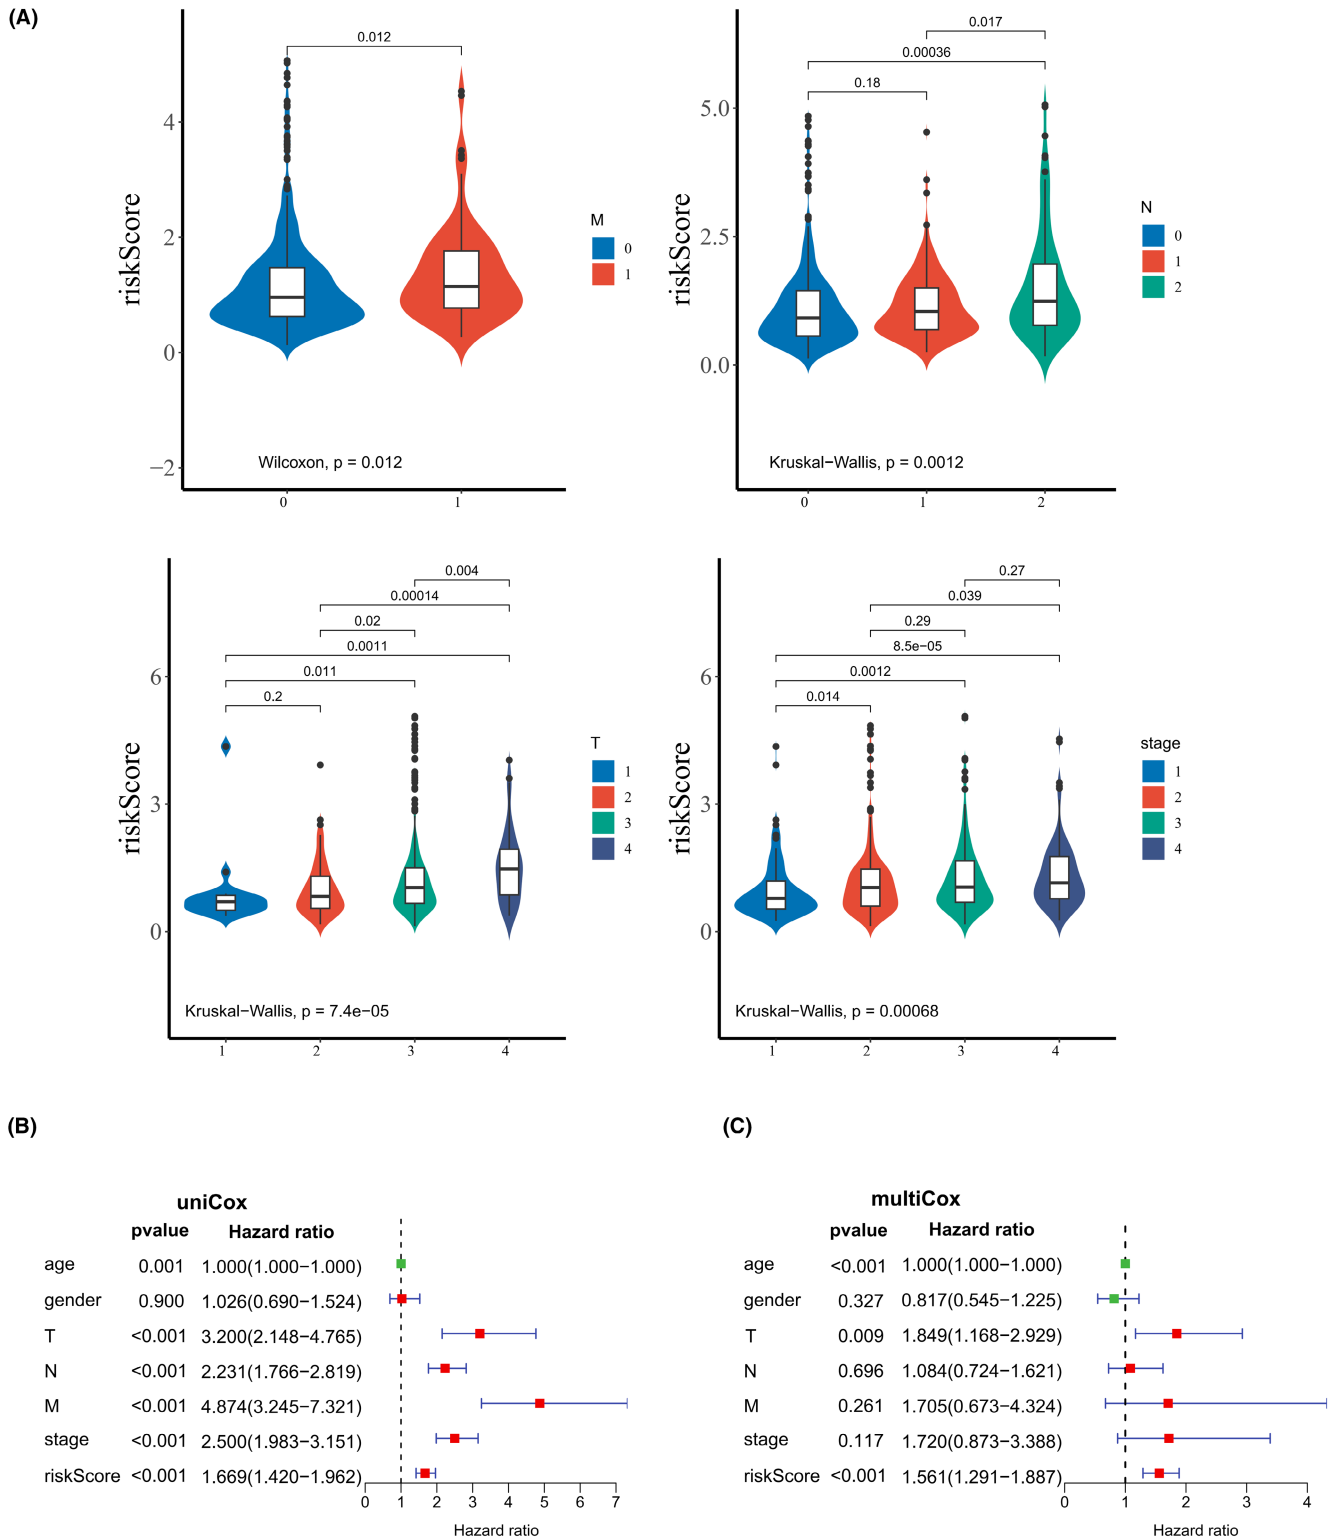 (A)
0.012
4
2
0
−2
riskScore
Wilcoxon, p = 0.012
0
1
M
0
1
0.017
0.00036
0.18
5.0
2.5
0.0
riskScore
Kruskal−Wallis, p = 0.0012
0
1
2
N
0
1
2
0.004
0.00014
0.02
0.0011
0.011
0.2
6
3
0
riskScore
Kruskal−Wallis, p = 7.4e−05
1
2
3
4
T
1
2
3
4
0.27
0.039
0.29
8.5e−05
0.0012
0.014
6
3
0
riskScore
Kruskal−Wallis, p = 0.00068
1
2
3
4
stage
1
2
3
4
(B)
uniCox
pvalue Hazard ratio
age 0.001 1.000(1.000−1.000)
gender 0.900 1.026(0.690−1.524)
T <0.001 3.200(2.148−4.765)
N <0.001 2.231(1.766−2.819)
M <0.001 4.874(3.245−7.321)
stage <0.001 2.500(1.983−3.151)
riskScore <0.001 1.669(1.420−1.962)
0 1 2 3 4 5 6 7
Hazard ratio
(C)
multiCox
pvalue Hazard ratio
age <0.001 1.000(1.000−1.000)
gender 0.327 0.817(0.545−1.225)
T 0.009 1.849(1.168−2.929)
N 0.696 1.084(0.724−1.621)
M 0.261 1.705(0.673−4.324)
stage 0.117 1.720(0.873−3.388)
riskScore <0.001 1.561(1.291−1.887)
0 1 2 3 4
Hazard ratio